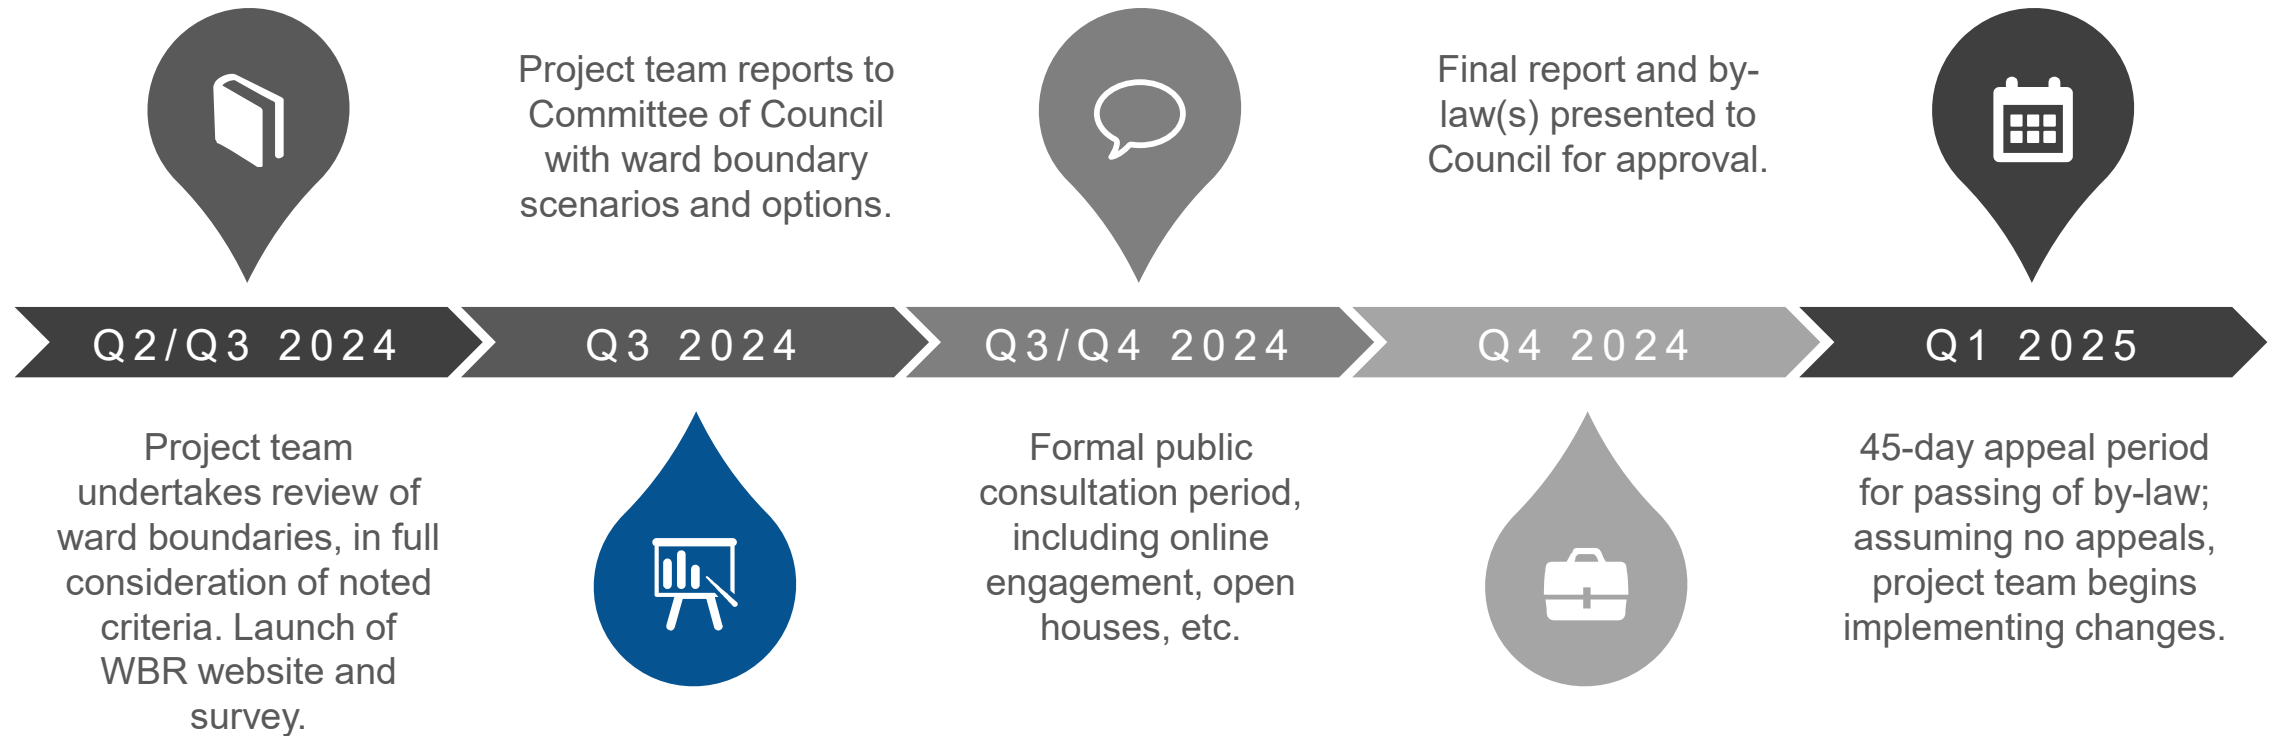 Project team reports to
Committee of Council
with ward boundary
scenarios and options.
Final report and by-
law(s) presented to
Council for approval.
Q2/Q3 2024
Q3 2024
Q3/Q4 2024
Q4 2024
Q1 2025
Project team
undertakes review of
ward boundaries, in full
consideration of noted
criteria. Launch of
WBR website and
survey.
Formal public
consultation period,
including online
engagement, open
houses, etc.
45-day appeal period
for passing of by-law;
assuming no appeals,
project team begins
implementing changes.